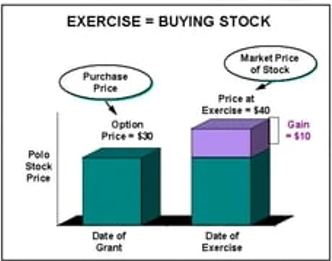 EXERCISE = BUYING STOCK
Purchase
Price
Market Price
of Stock
Option
Price = $30
Price at
Exercise = $40
Gain
= $10
Polo
Stock
Price
Date of
Grant
Date of
Exercise